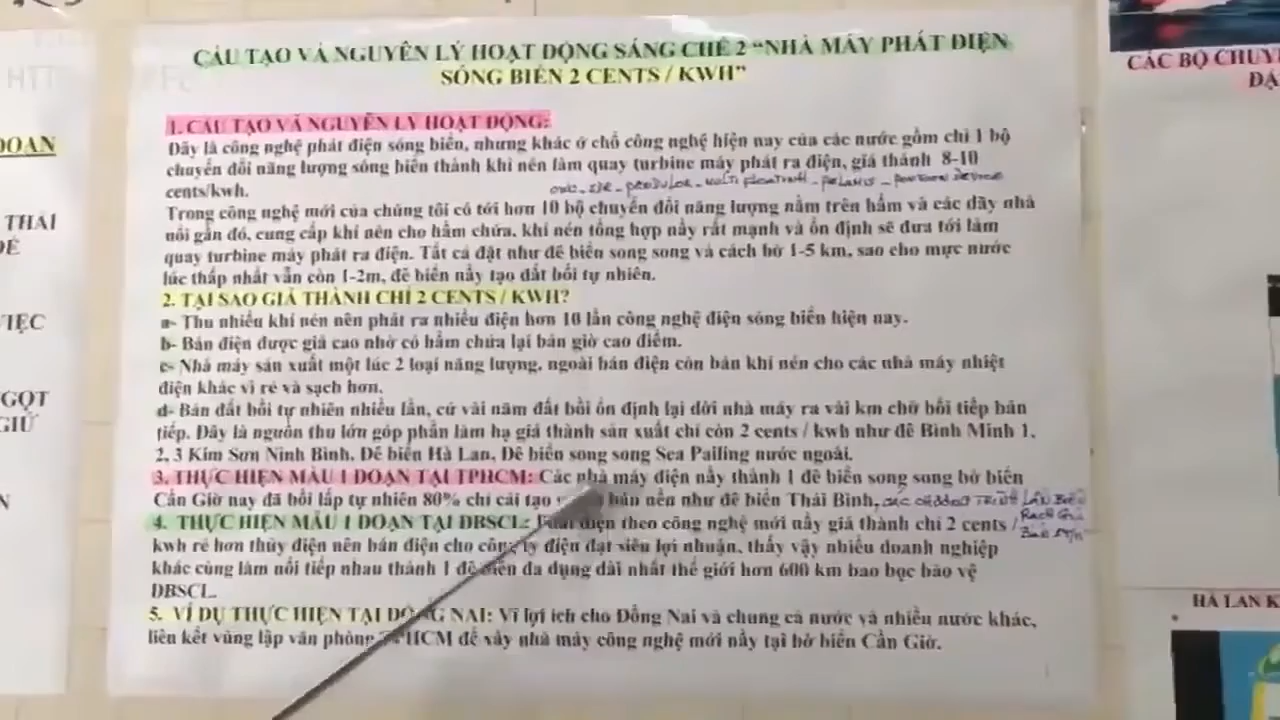 CẤU TẠO VÀ NGUYÊN LÝ HOẠT ĐỘNG SÁNG CHẾ 2 “NHÀ MÁY PHÁT ĐIỆN
SÓNG BIỂN 2 CENTS / KWH”
1. CẤU TẠO VÀ NGUYÊN LÝ HOẠT ĐỘNG:
Đây là công nghệ phát điện sóng biển, nhưng khác ở chổ công nghệ hiện nay của các nước gồm chỉ 1 bộ
chuyển đổi năng lượng sóng biển thành khí nén làm quay turbine máy phát ra điện, giá thành 8-10
cents/kwh.
Trong công nghệ mới của chúng tôi có tới hơn 10 bộ chuyển đổi năng lượng nằm trên hầm và các dãy nhà
nổi gần đó, cung cấp khí nén cho hầm chứa, khí nén tổng hợp nầy rất mạnh và ổn định sẽ đưa tới làm
quay turbine máy phát ra điện. Tất cả đặt như đê biển song song và cách bờ 1-5 km, sao cho mực nước
lúc thấp nhất vẫn còn 1-2m, đê biển nầy tạo đất bồi tự nhiên.
2. TẠI SAO GIÁ THÀNH CHỈ 2 CENTS / KWH?
a- Thu nhiều khí nén nên phát ra nhiều điện hơn 10 lần công nghệ điện sóng biển hiện nay.
b- Bán điện được giá cao nhờ có hầm chứa lại bán giờ cao điểm.
c- Nhà máy sản xuất một lúc 2 loại năng lượng, ngoài bán điện còn bán khí nén cho các nhà máy nhiệt
điện khác vì rẻ và sạch hơn.
d- Bán đất bồi tự nhiên nhiều lần, cứ vài năm đất bồi ổn định lại dời nhà máy ra vài km chờ bồi tiếp bán
tiếp. Đây là nguồn thu lớn góp phần làm hạ giá thành sản xuất chỉ còn 2 cents / kwh như đê Bình Minh 1,
2, 3 Kim Sơn Ninh Bình, Đê biển Hà Lan, Đê biển song song Sea Pailing nước ngoài.
3. THỰC HIỆN MẪU 1 ĐOẠN TẠI TPHCM: Các nhà máy điện nầy thành 1 đê biển song song bờ biển
Cần Giờ nay đã bồi lấp tự nhiên 80% chỉ cải tạo bán nền như đê biển Thái Bình,
Rạch Giá
4. THỰC HIỆN MẪU 1 ĐOẠN TẠI ĐBSCL: điện theo công nghệ mới nầy giá thành chỉ 2 cents /
kwh rẻ hơn thủy điện nên bán điện cho công ty điện đạt siêu lợi nhuận, thấy vậy nhiều doanh nghiệp
khác cùng làm nối tiếp nhau thành 1 đê biển đa dụng dài nhất thế giới hơn 600 km bao bọc bảo vệ
ĐBSCL.
5. VÍ DỤ THỰC HIỆN TẠI ĐỒNG NAI: Vì lợi ích cho Đồng Nai và chung cả nước và nhiều nước khác,
liên kết vùng lập văn phòng TPHCM để vậy nhà máy công nghệ mới nầy tại bờ biển Cần Giờ.
ĐOẠN
THÁI
VIỆC
NGỌT
GIỮ
CÁC BỘ CHUY
HÀ LAN K